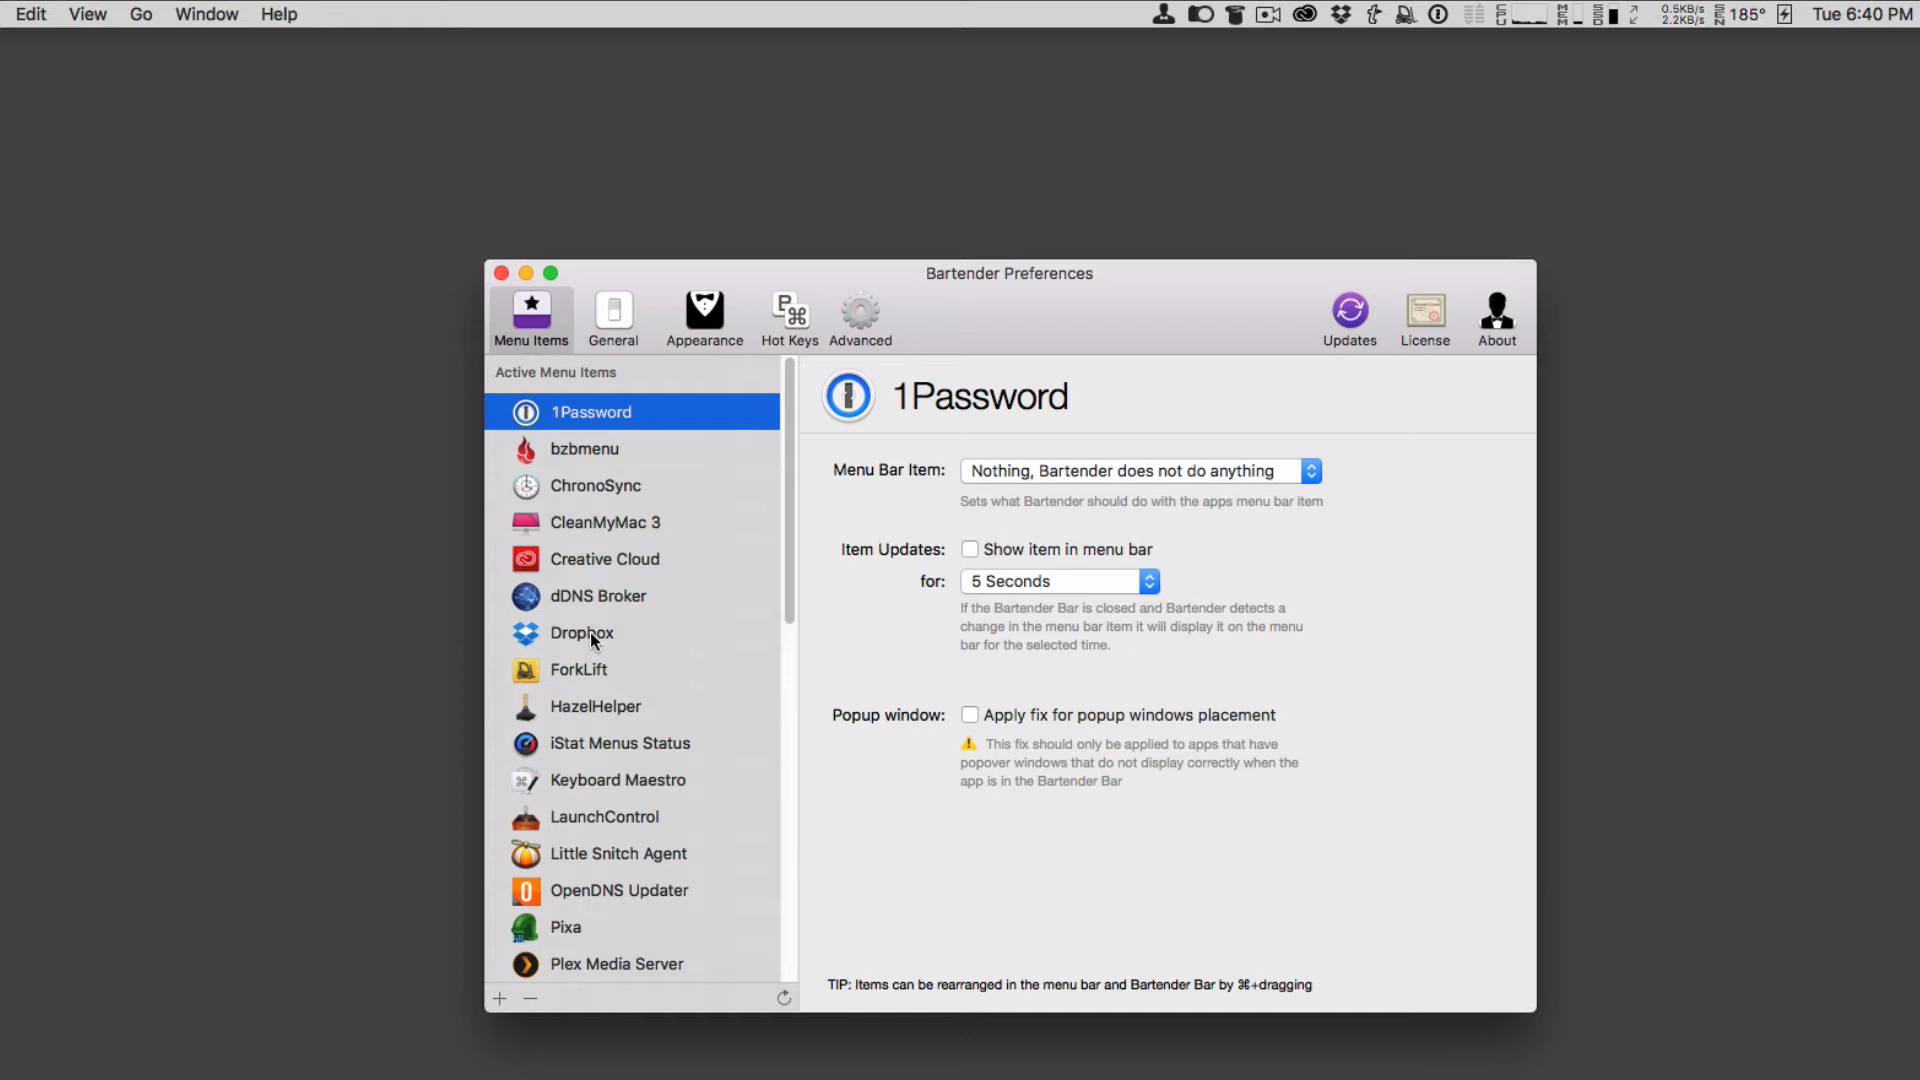 Edit View Go Window Help
0.5KB/s
2.2KB/s
185° Tue 6:40 PM
CPU MEM SSD SEN
Bartender Preferences
Menu Items General Appearance Hot Keys Advanced Updates License About
Active Menu Items
1Password
bzbmenu
ChronoSync
CleanMyMac 3
Creative Cloud
dDNS Broker
Dropbox
ForkLift
HazelHelper
iStat Menus Status
Keyboard Maestro
LaunchControl
Little Snitch Agent
OpenDNS Updater
Pixa
Plex Media Server
1Password
Menu Bar Item: Nothing, Bartender does not do anything
Sets what Bartender should do with the apps menu bar item
Item Updates: Show item in menu bar
for: 5 Seconds
If the Bartender Bar is closed and Bartender detects a
change in the menu bar item it will display it on the menu
bar for the selected time.
Popup window: Apply fix for popup windows placement
This fix should only be applied to apps that have
popover windows that do not display correctly when the
app is in the Bartender Bar
TIP: Items can be rearranged in the menu bar and Bartender Bar by ⌘+dragging